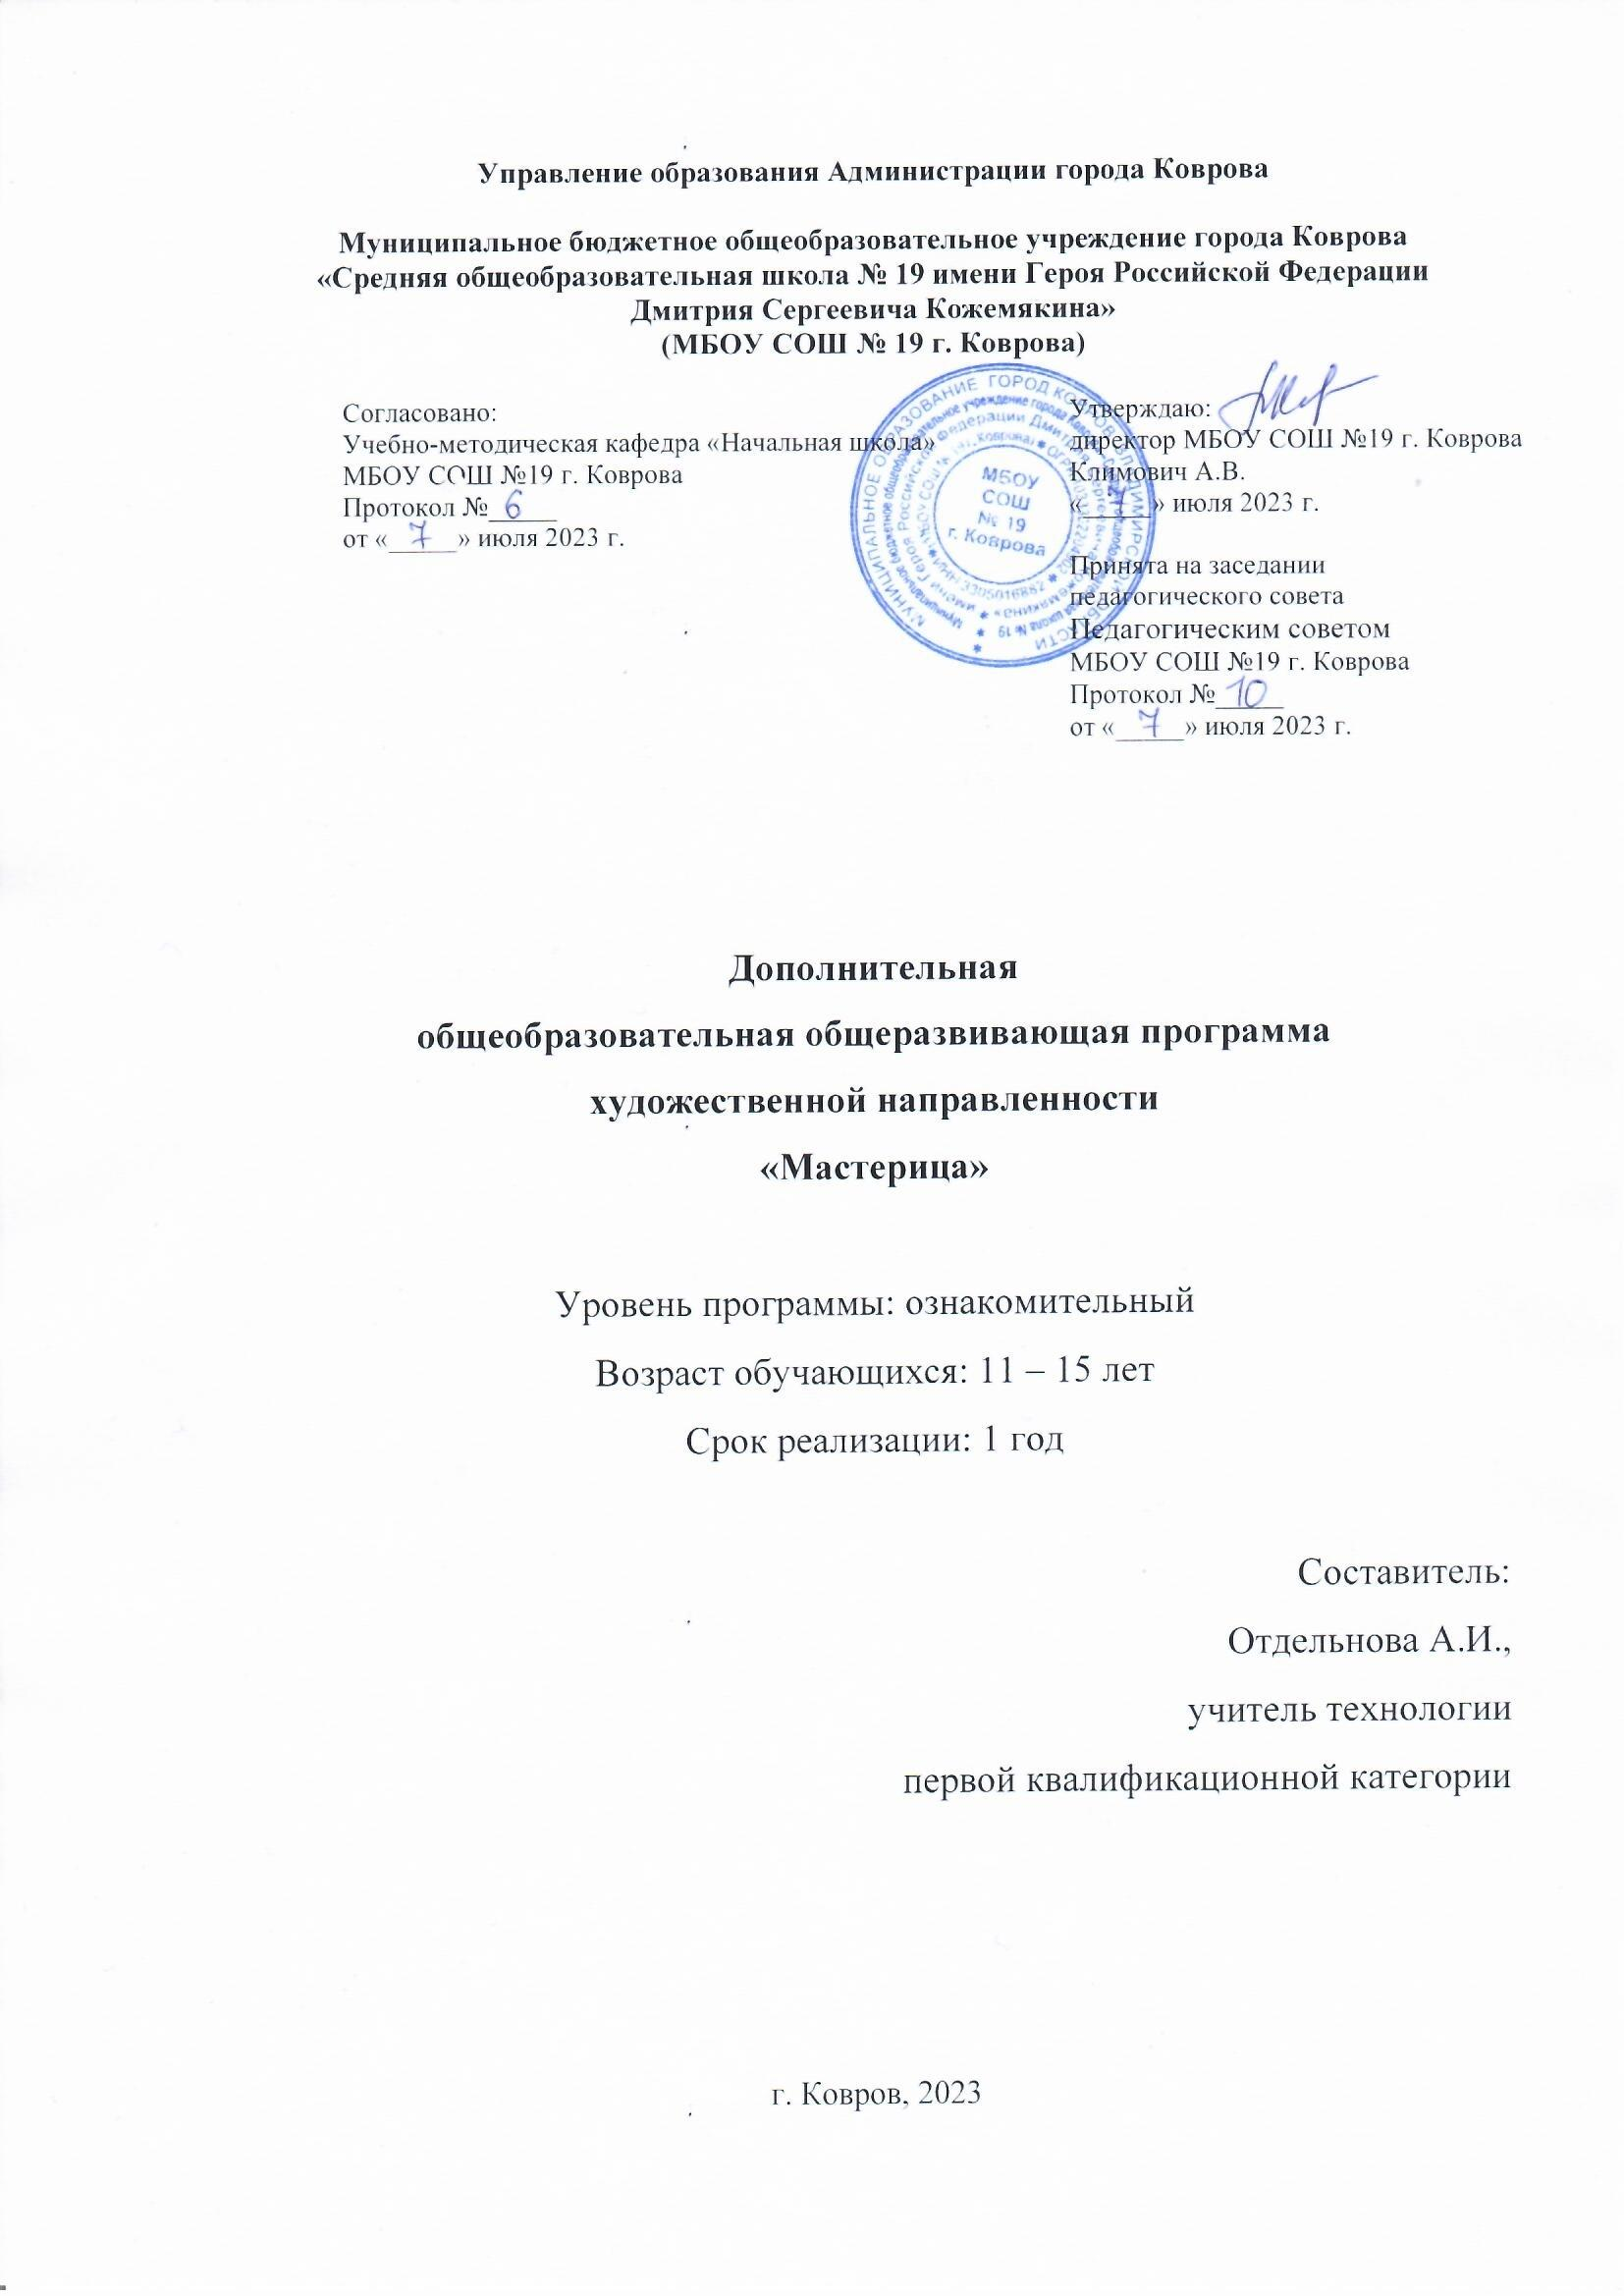 Управление образования Администрации города Коврова
Муниципальное бюджетное общеобразовательное учреждение города Коврова
«Средняя общеобразовательная школа № 19 имени Героя Российской Федерации
Дмитрия Сергеевича Кожемякина»
(МБОУ СОШ № 19 г. Коврова)
Согласовано:
Учебно-методическая кафедра «Начальная школа»
МБОУ СОШ №19 г. Коврова
Протокол № 6
от « 7 » июля 2023 г.
МБОУ
СОШ
№ 19
г. Коврова
Утверждаю:
директор МБОУ СОШ №19 г. Коврова
Климович А.В.
« 7 » июля 2023 г.
Принята на заседании
педагогического совета
Педагогическим советом
МБОУ СОШ №19 г. Коврова
Протокол № 10
от « 7 » июля 2023 г.
Дополнительная
общеобразовательная общеразвивающая программа
художественной направленности
«Мастерица»
Уровень программы: ознакомительный
Возраст обучающихся: 11 – 15 лет
Срок реализации: 1 год
Составитель:
Отдельнова А.И.,
учитель технологии
первой квалификационной категории
г. Ковров, 2023